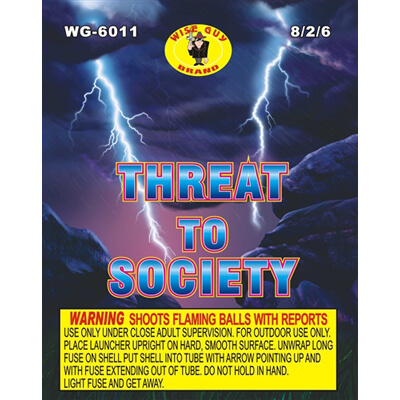 WG-6011
8/2/6
WISE GUY
BRAND
THREAT
TO
SOCIETY
WARNING SHOOTS FLAMING BALLS WITH REPORTS
USE ONLY UNDER CLOSE ADULT SUPERVISION. FOR OUTDOOR USE ONLY.
PLACE LAUNCHER UPRIGHT ON HARD, SMOOTH SURFACE. UNWRAP LONG
FUSE ON SHELL PUT SHELL INTO TUBE WITH ARROW POINTING UP AND
WITH FUSE EXTENDING OUT OF TUBE. DO NOT HOLD IN HAND.
LIGHT FUSE AND GET AWAY.